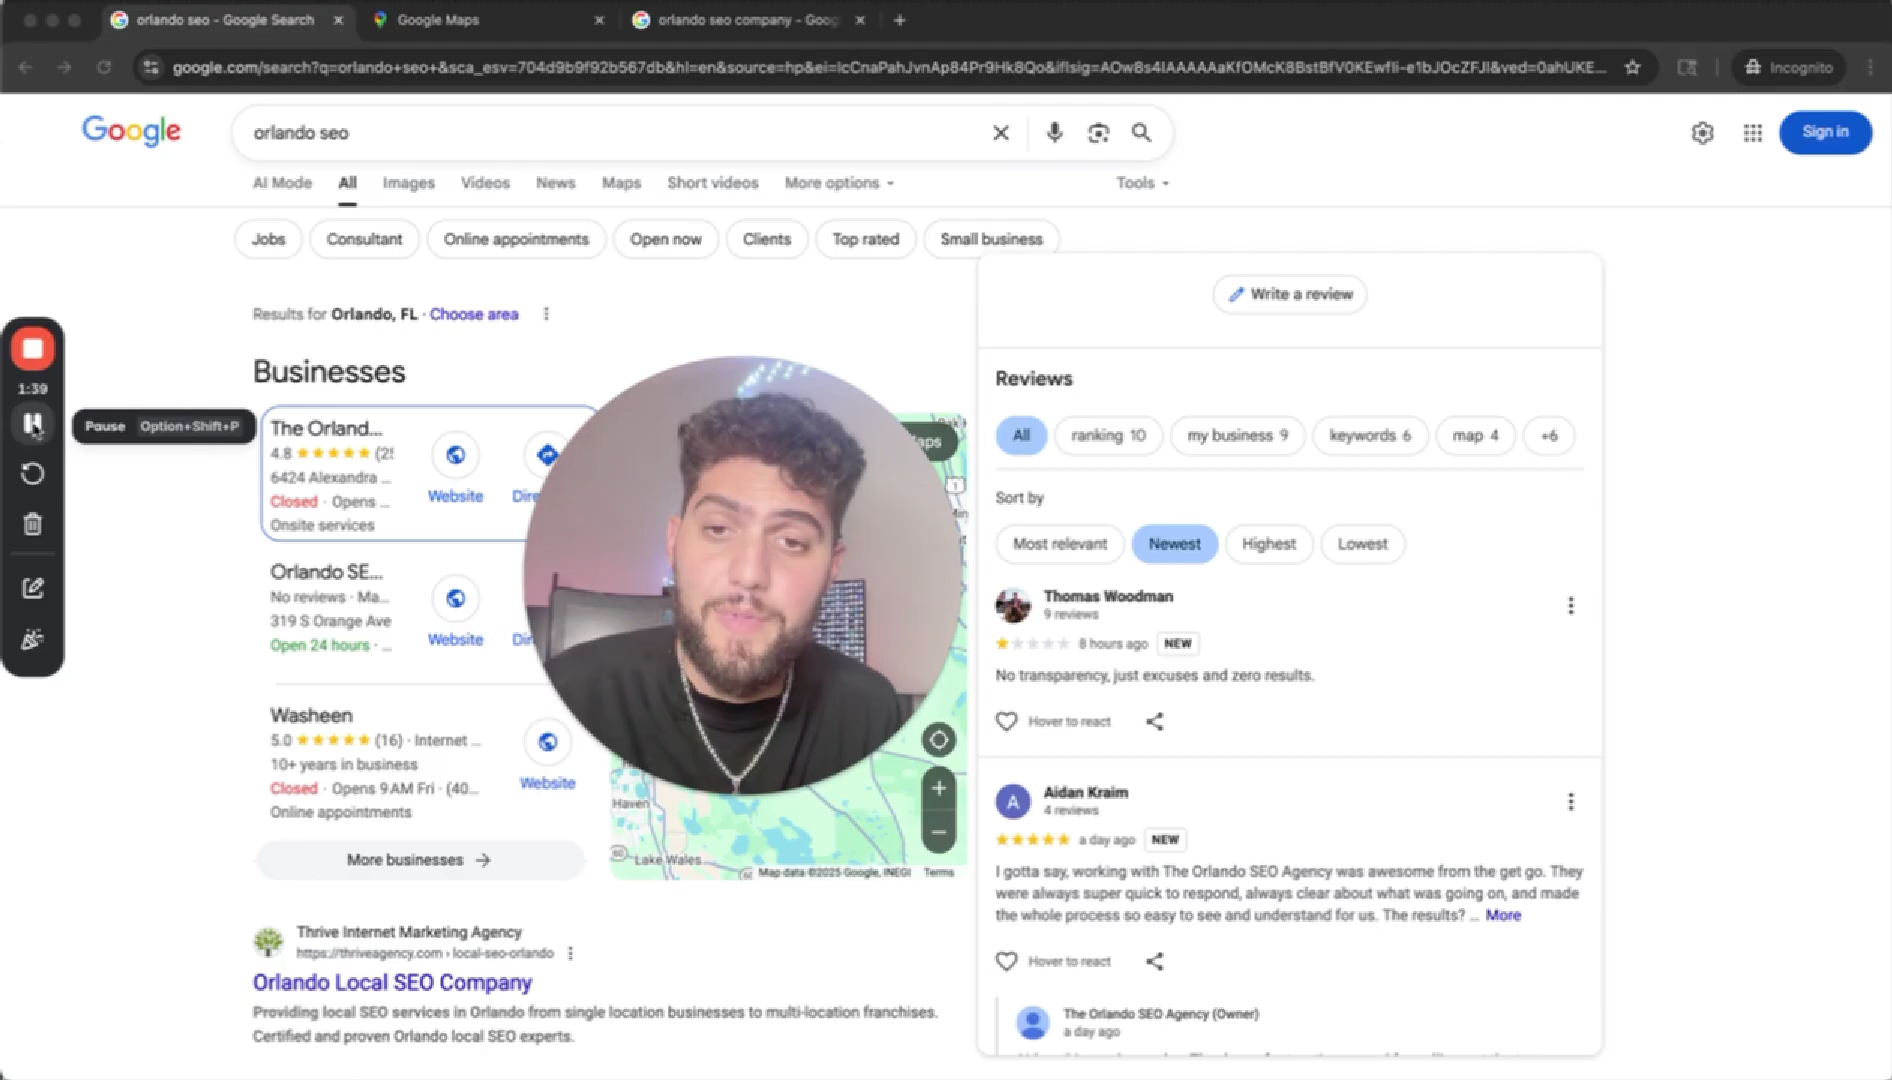 orlando seo - Google Search
Google Maps
orlando seo company - Goog
google.com/search?q=orlando+seo+&sca_esv=704d9b9f92b567db&hl=en&source=hp&ei=
Incognito
Google
orlando seo
Sign in
AI Mode
All
Images
Videos
News
Maps
Short videos
More options
Tools
Jobs
Consultant
Online appointments
Open now
Clients
Top rated
Small business
Results for Orlando, FL · Choose area
Businesses
1:39
Pause Option+Shift+P
The Orland...
4.8
6424 Alexandra ...
Closed · Opens ...
Onsite services
Website
Dire
Orlando SE...
No reviews · Ma...
319 S Orange Ave
Open 24 hours · ...
Website
Dir
Washeen
5.0 (16) · Internet ...
10+ years in business
Closed · Opens 9 AM Fri · (40...
Online appointments
Website
More businesses
aps
Haven
Lake Wales
60
Map data ©2025 Google, INEGI
Terms
Thrive Internet Marketing Agency
https://thriveagency.com › local-seo-orlando
Orlando Local SEO Company
Providing local SEO services in Orlando from single location businesses to multi-location franchises.
Certified and proven Orlando local SEO experts.
Write a review
Reviews
All
ranking 10
my business 9
keywords 6
map 4
+6
Sort by
Most relevant
Newest
Highest
Lowest
Thomas Woodman
9 reviews
8 hours ago NEW
No transparency, just excuses and zero results.
Hover to react
A
Aidan Kraim
4 reviews
a day ago NEW
I gotta say, working with The Orlando SEO Agency was awesome from the get go. They
were always super quick to respond, always clear about what was going on, and made
the whole process so easy to see and understand for us. The results? ... More
Hover to react
The Orlando SEO Agency (Owner)
a day ago